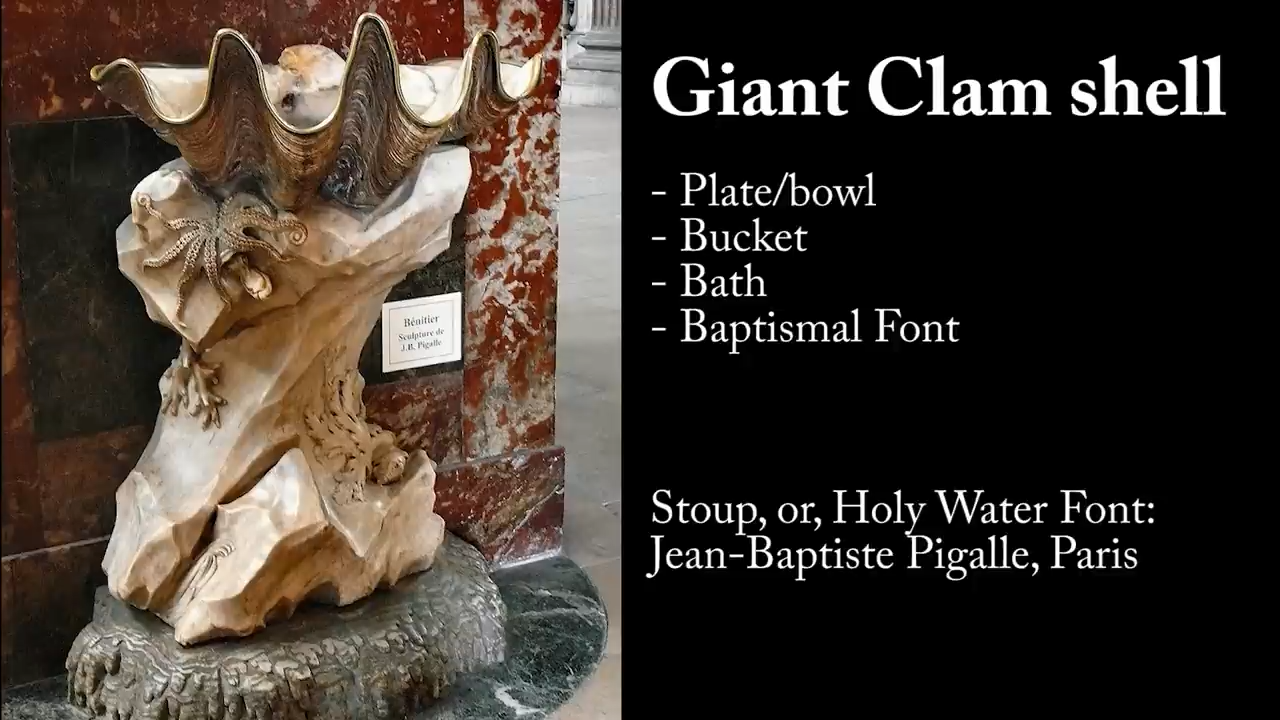 Giant Clam shell
- Plate/bowl
- Bucket
- Bath
- Baptismal Font
Stoup, or, Holy Water Font:
Jean-Baptiste Pigalle, Paris
Bénitier
Sculpture de
J.B. Pigalle